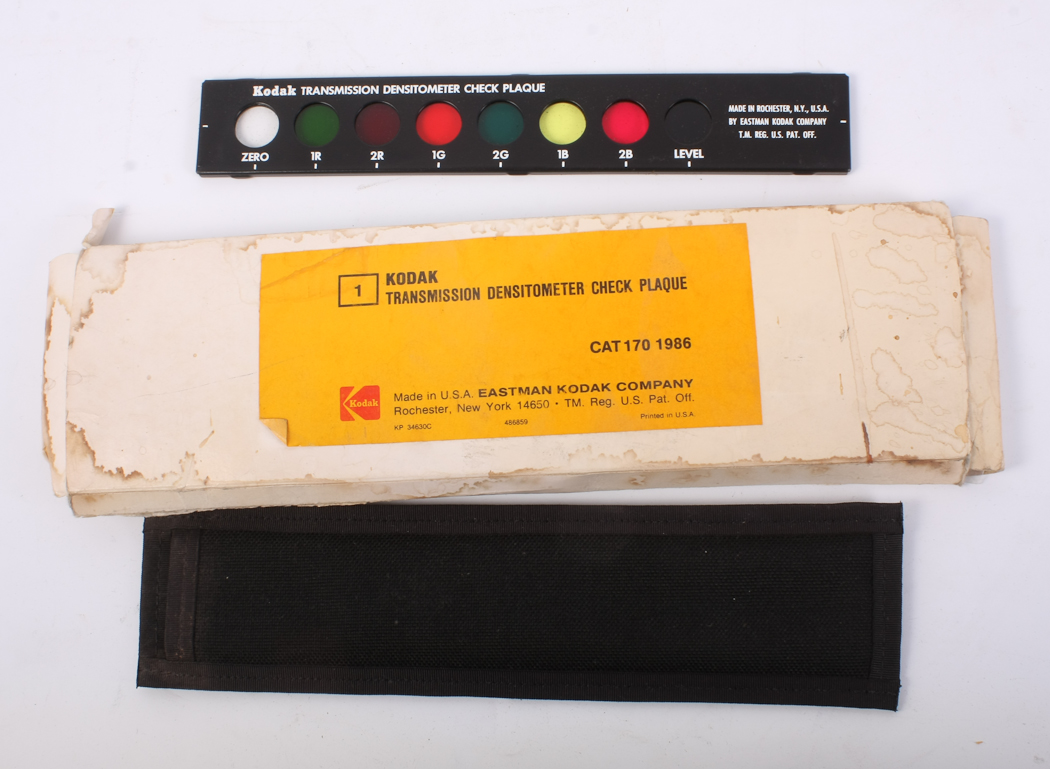 Kodak TRANSMISSION DENSITOMETER CHECK PLAQUE
MADE IN ROCHESTER, N.Y., U.S.A.
BY EASTMAN KODAK COMPANY
T.M. REG. U.S. PAT. OFF.
ZERO 1R 2R 1G 2G 1B 2B LEVEL
1 KODAK
TRANSMISSION DENSITOMETER CHECK PLAQUE
CAT 170 1986
Kodak
Made in U.S.A. EASTMAN KODAK COMPANY
Rochester, New York 14650 • TM. Reg. U.S. Pat. Off.
KP 34630C 486859 Printed in U.S.A.